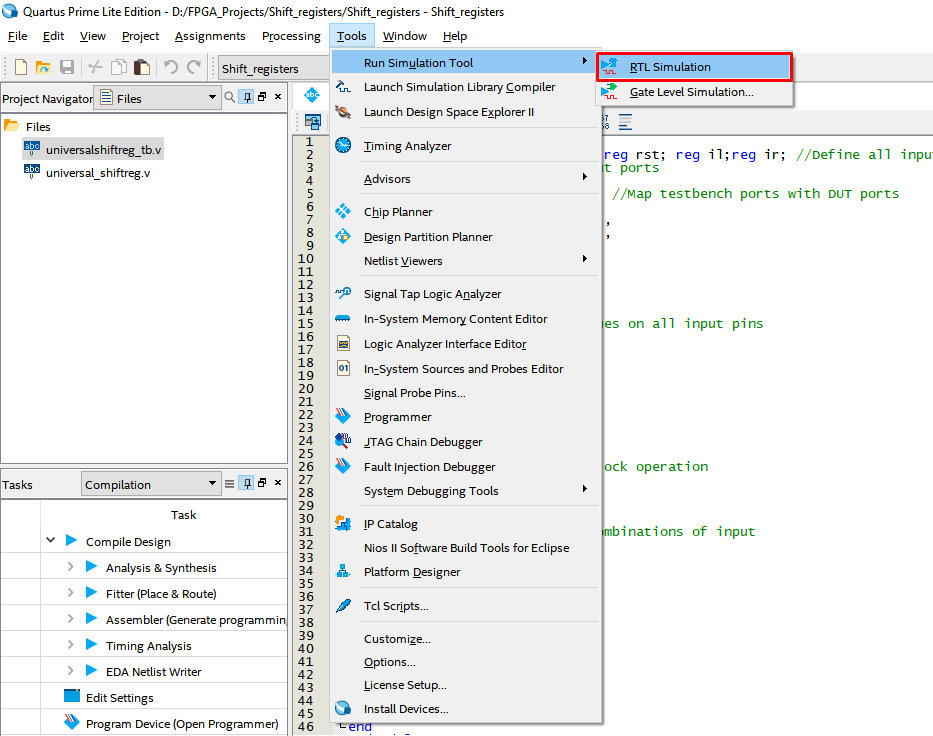 Quartus Prime Lite Edition - D:/FPGA_Projects/Shift_registers/Shift_registers - Shift_registers
File Edit View Project Assignments Processing Tools Window Help
Shift_registers
Project Navigator Files
Files
universalshiftreg_tb.v
universal_shiftreg.v
Run Simulation Tool
Launch Simulation Library Compiler
Launch Design Space Explorer II
Timing Analyzer
Advisors
Chip Planner
Design Partition Planner
Netlist Viewers
Signal Tap Logic Analyzer
In-System Memory Content Editor
Logic Analyzer Interface Editor
In-System Sources and Probes Editor
Signal Probe Pins...
Programmer
JTAG Chain Debugger
Fault Injection Debugger
System Debugging Tools
IP Catalog
Nios II Software Build Tools for Eclipse
Platform Designer
Tcl Scripts...
Customize...
Options...
License Setup...
Install Devices...
RTL Simulation
Gate Level Simulation...
1
2 reg rst; reg il;reg ir; //Define all inpu
3 t ports
4
5 //Map testbench ports with DUT ports
6
7 ,
8 ,
9
10
11
12
13
14
15 es on all input pins
16
17
18
19
20
21
22
23
24
25
26 ock operation
27
28
29
30
31 mbinations of input
32
33
34
35
36
37
38
39
40
41
42
43
44
45
46 end
Tasks Compilation
Task
Compile Design
Analysis & Synthesis
Fitter (Place & Route)
Assembler (Generate programming
Timing Analysis
EDA Netlist Writer
Edit Settings
Program Device (Open Programmer)